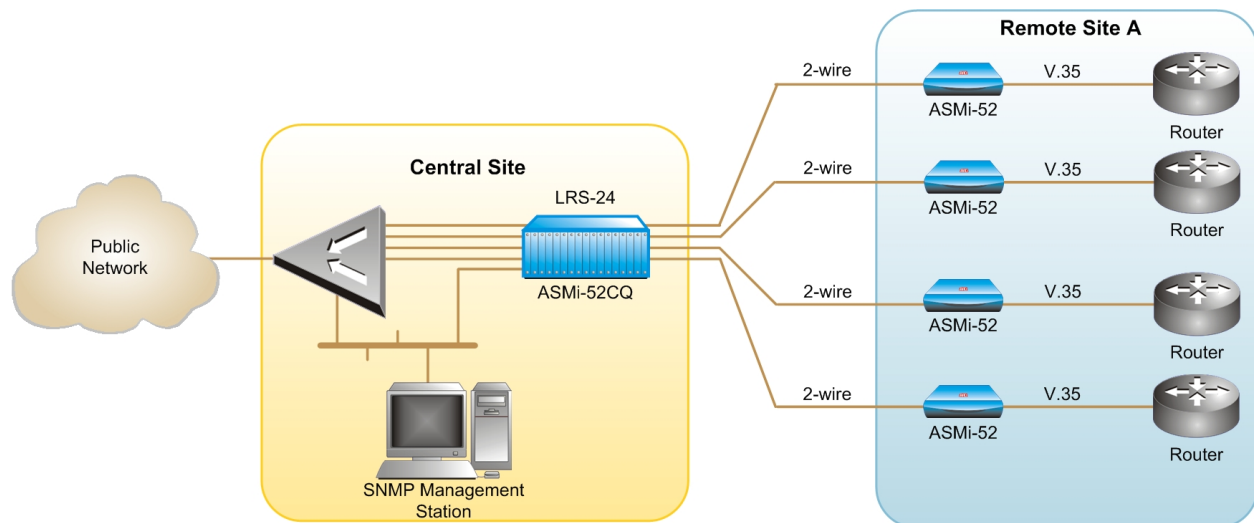 Remote Site A
2-wire
V.35
ASMi-52
Router
Central Site
LRS-24
2-wire
V.35
ASMi-52
Router
Public
Network
ASMi-52CQ
2-wire
V.35
ASMi-52
Router
2-wire
V.35
ASMi-52
Router
SNMP Management
Station